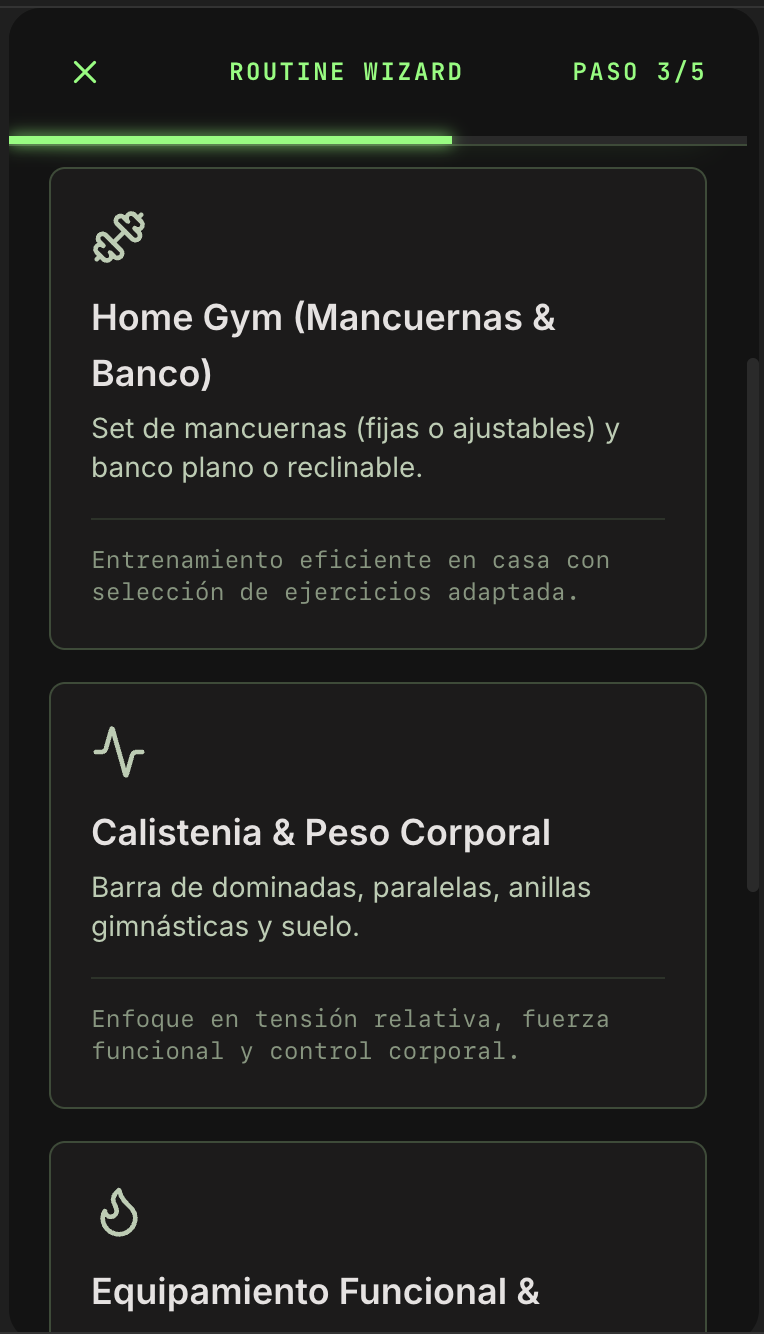 ROUTINE WIZARD
PASO 3/5
Home Gym (Mancuernas &
Banco)
Set de mancuernas (fijas o ajustables) y
banco plano o reclinable.
Entrenamiento eficiente en casa con
selección de ejercicios adaptada.
Calistenia & Peso Corporal
Barra de dominadas, paralelas, anillas
gimnásticas y suelo.
Enfoque en tensión relativa, fuerza
funcional y control corporal.
Equipamiento Funcional &